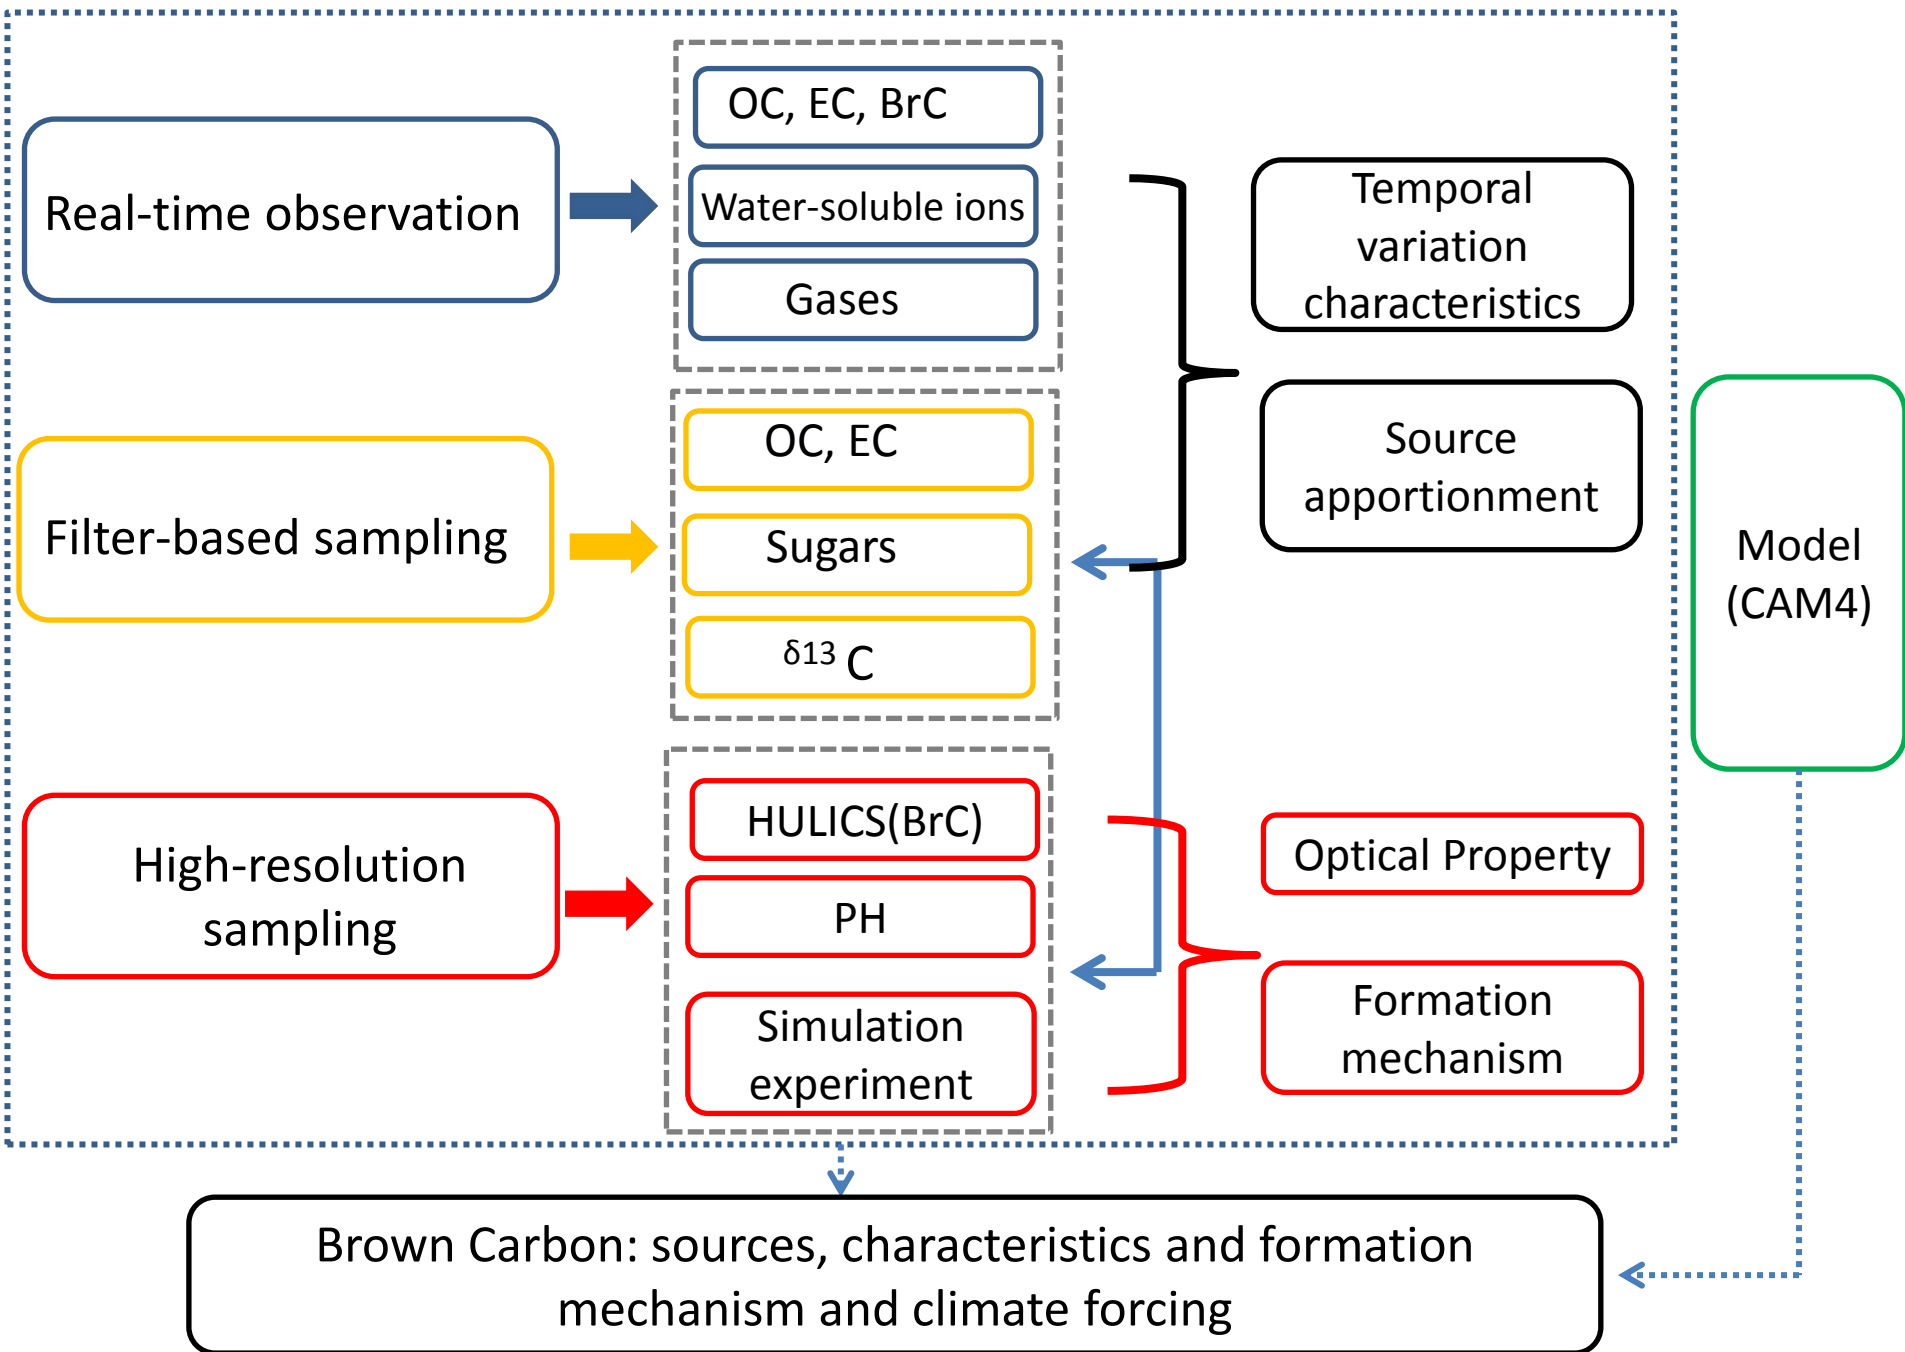 Real-time observation
OC, EC, BrC
Water-soluble ions
Gases
Temporal
variation
characteristics
Source
apportionment
Filter-based sampling
OC, EC
Sugars
δ13 C
Model
(CAM4)
High-resolution
sampling
HULICS(BrC)
PH
Simulation
experiment
Optical Property
Formation
mechanism
Brown Carbon: sources, characteristics and formation
mechanism and climate forcing